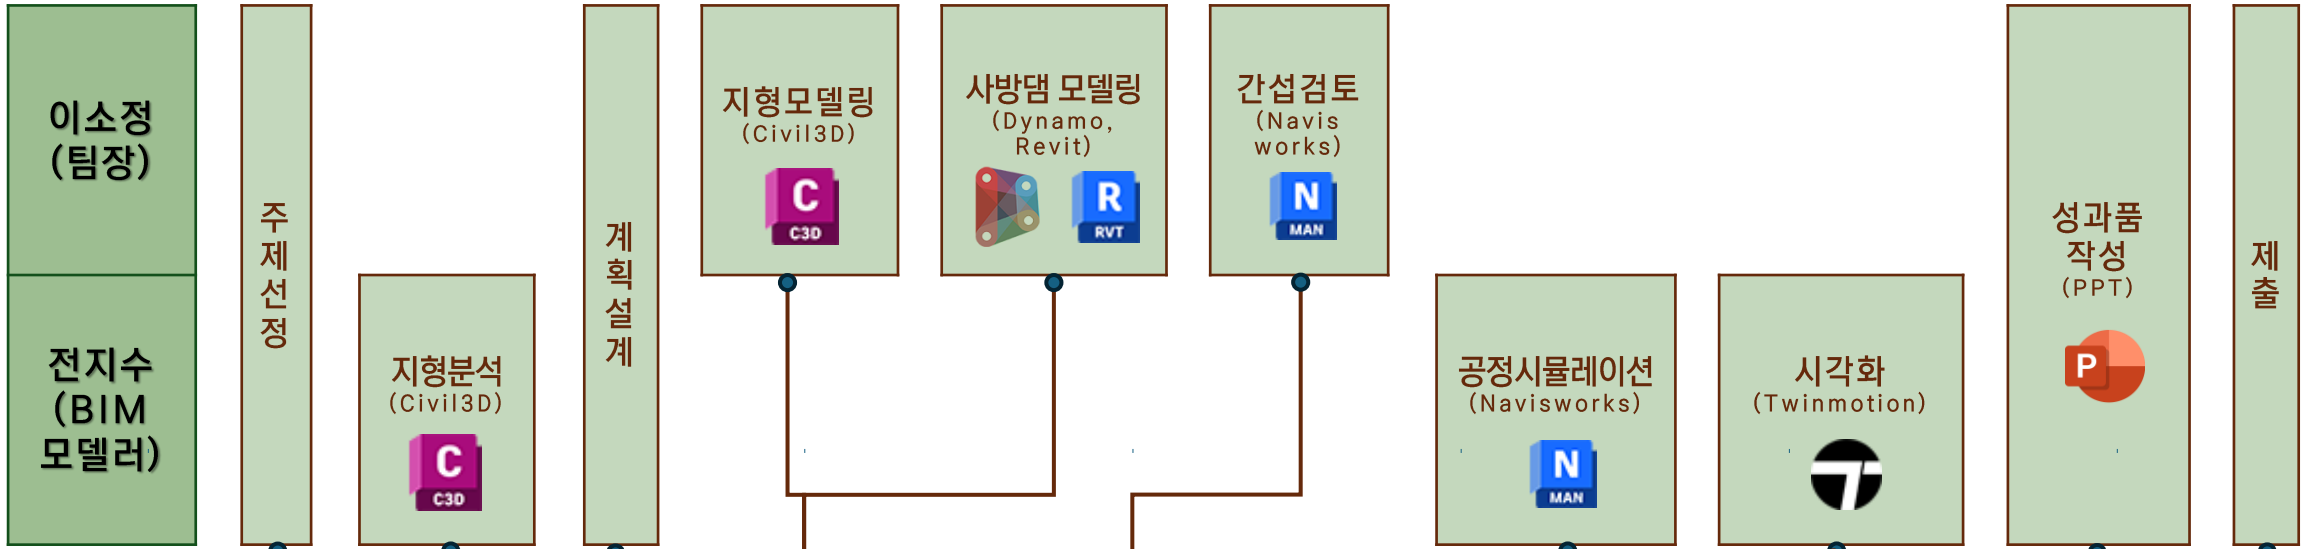 이소정
(팀장)
전지수
(BIM
모델러)
주
제
선
정
지형분석
(Civil3D)
C
C3D
계
획
설
계
지형모델링
(Civil3D)
C
C3D
사방댐 모델링
(Dynamo,
Revit)
R
RVT
간섭검토
(Navis
works)
N
MAN
공정시뮬레이션
(Navisworks)
N
MAN
시각화
(Twinmotion)
성과품
작성
(PPT)
P
제
출